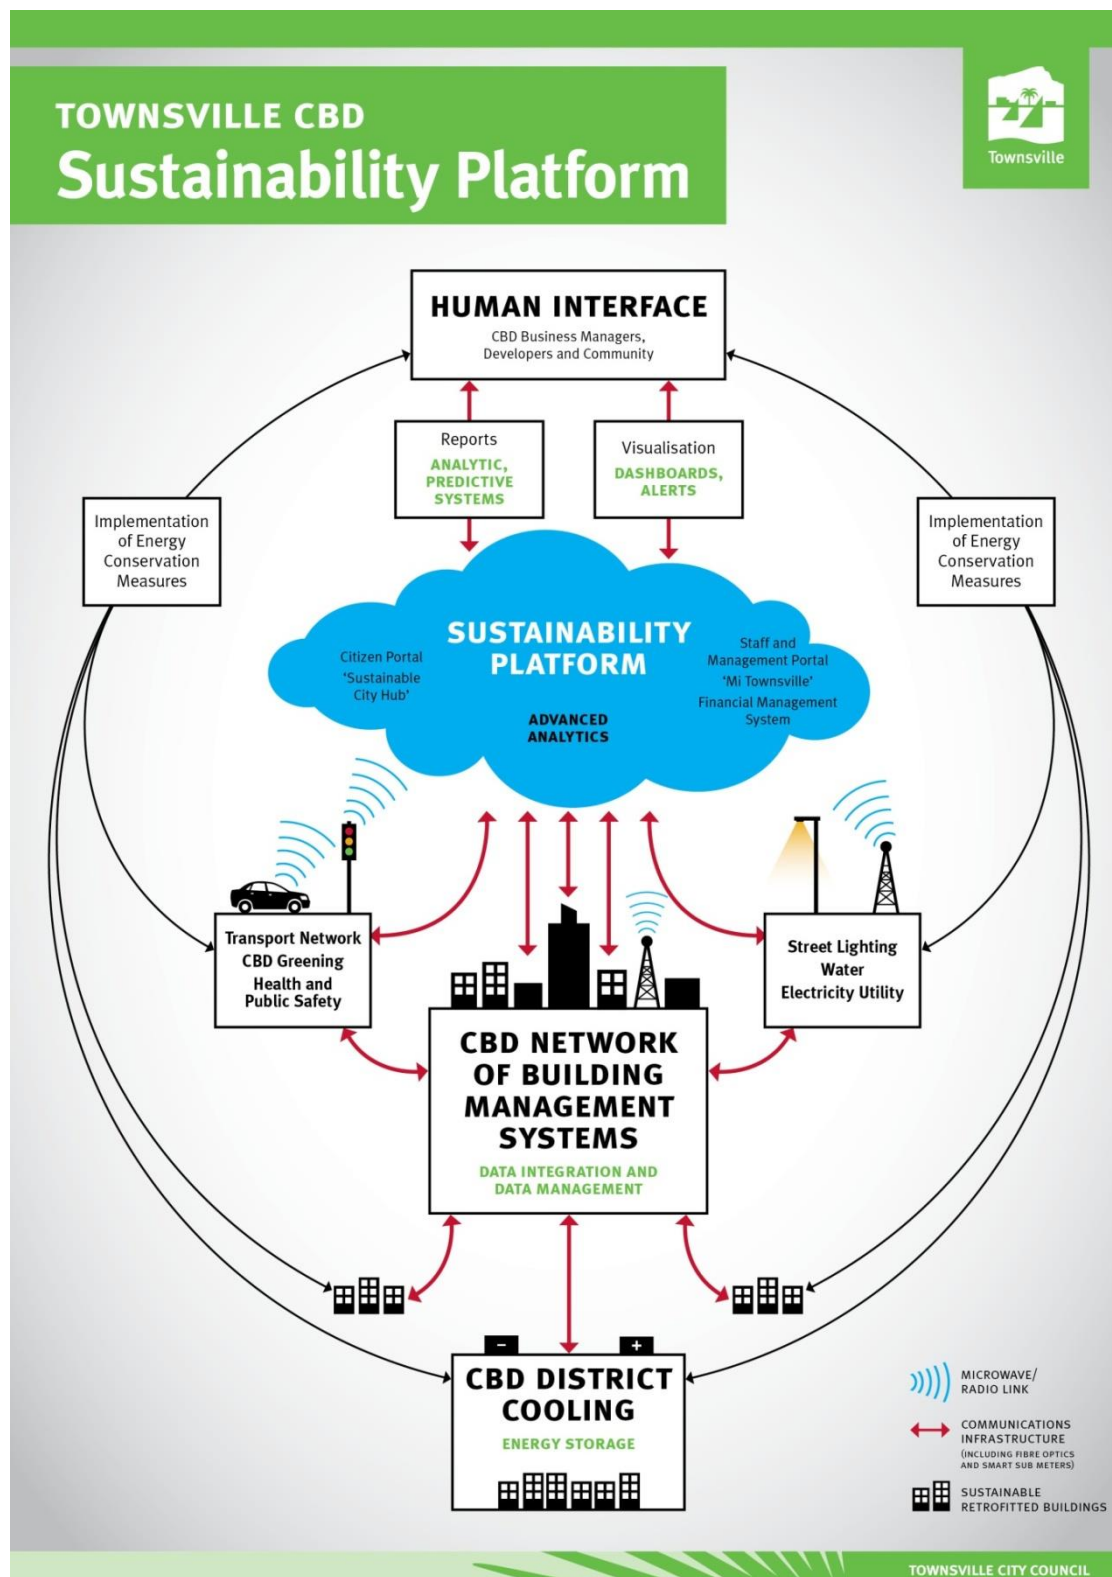 TOWNSVILLE CBD
Sustainability Platform
Townsville
HUMAN INTERFACE
CBD Business Managers,
Developers and Community
Reports
ANALYTIC,
PREDICTIVE
SYSTEMS
Visualisation
DASHBOARDS,
ALERTS
Implementation
of Energy
Conservation
Measures
Implementation
of Energy
Conservation
Measures
SUSTAINABILITY
PLATFORM
Citizen Portal
'Sustainable
City Hub'
ADVANCED
ANALYTICS
Staff and
Management Portal
'Mi Townsville'
Financial Management
System
Transport Network
CBD Greening
Health and
Public Safety
Street Lighting
Water
Electricity Utility
CBD NETWORK
OF BUILDING
MANAGEMENT
SYSTEMS
DATA INTEGRATION AND
DATA MANAGEMENT
– +
CBD DISTRICT
COOLING
ENERGY STORAGE
MICROWAVE/
RADIO LINK
COMMUNICATIONS
INFRASTRUCTURE
(INCLUDING FIBRE OPTICS
AND SMART SUB METERS)
SUSTAINABLE
RETROFITTED BUILDINGS
TOWNSVILLE CITY COUNCIL